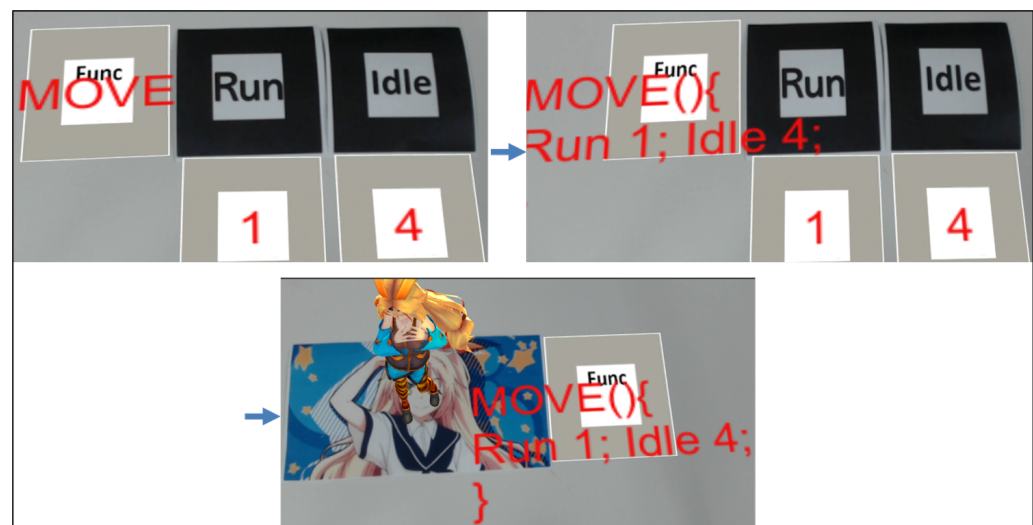 Func
MOVE
Run
Idle
1
4
Func
MOVE(){
Run
Idle
Run 1; Idle 4;
1
4
Func
MOVE(){
Run 1; Idle 4;
}